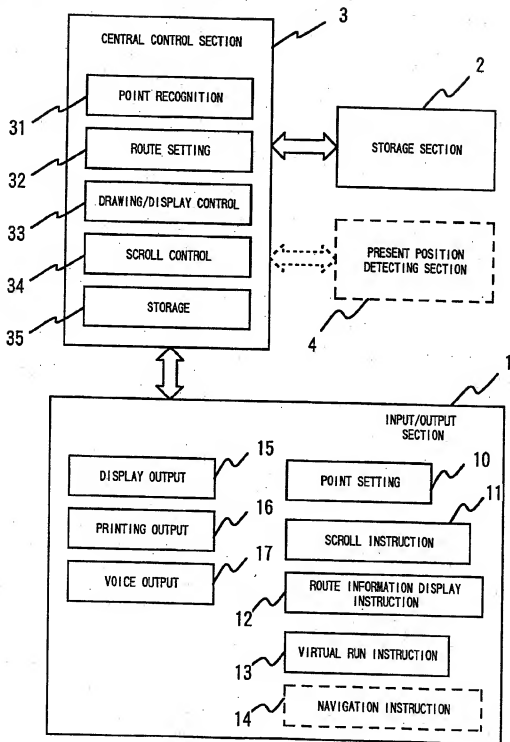 3
CENTRAL CONTROL SECTION
POINT RECOGNITION
31
ROUTE SETTING
32
DRAWING/DISPLAY CONTROL
33
SCROLL CONTROL
34
STORAGE
35
2
STORAGE SECTION
PRESENT POSITION
DETECTING SECTION
4
1
INPUT/OUTPUT
SECTION
15
DISPLAY OUTPUT
16
PRINTING OUTPUT
17
VOICE OUTPUT
10
POINT SETTING
11
SCROLL INSTRUCTION
ROUTE INFORMATION DISPLAY
INSTRUCTION
12
VIRTUAL RUN INSTRUCTION
13
NAVIGATION INSTRUCTION
14